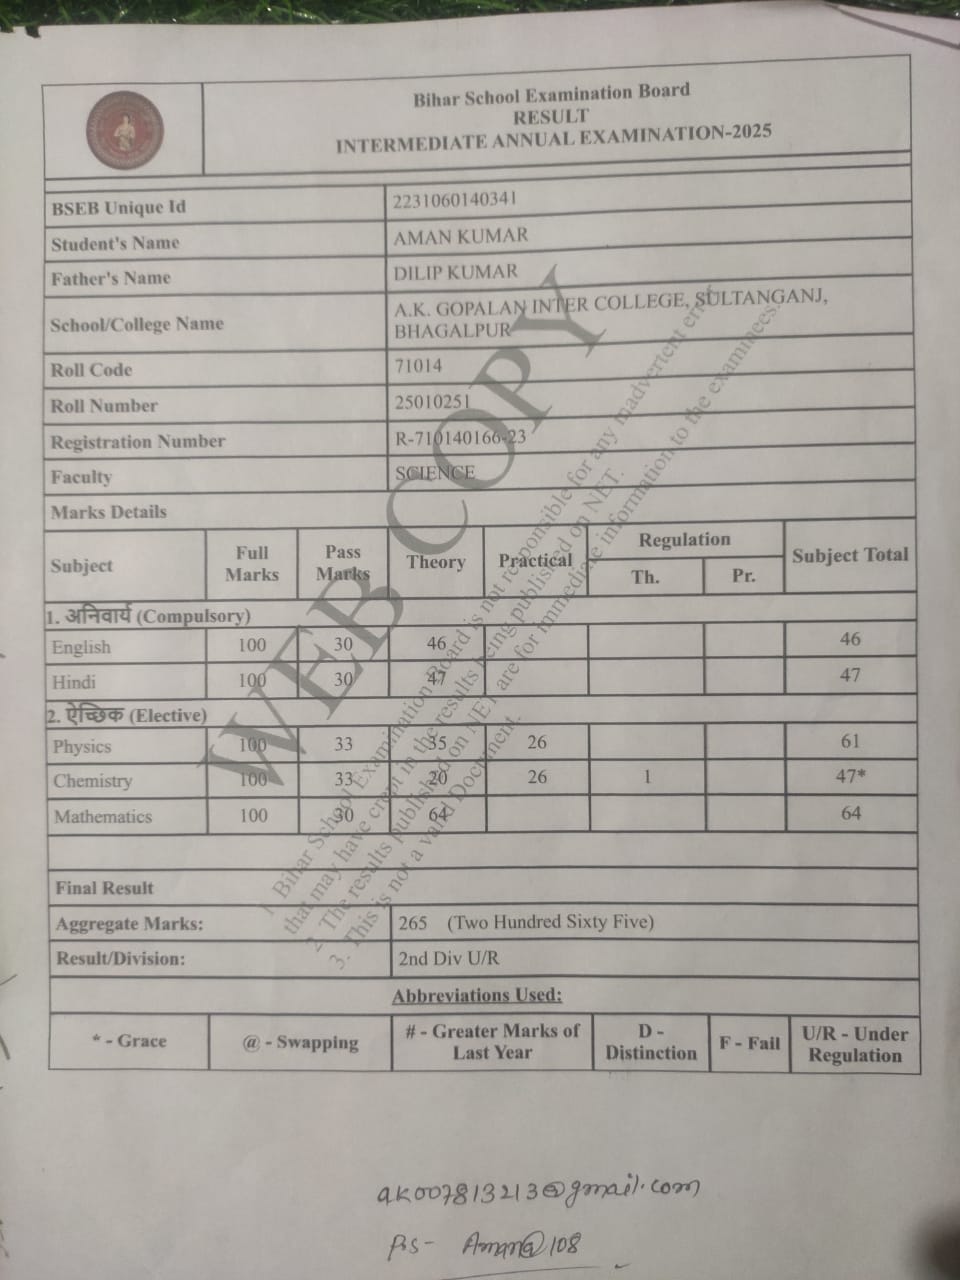 Bihar School Examination Board
RESULT
INTERMEDIATE ANNUAL EXAMINATION-2025
BSEB Unique Id 2231060140341
Student's Name AMAN KUMAR
Father's Name DILIP KUMAR
School/College Name A.K. GOPALAN INTER COLLEGE, SULTANGANJ,
BHAGALPUR
Roll Code 71014
Roll Number 25010251
Registration Number R-710140166-23
Faculty SCIENCE
Marks Details
Subject Full Marks Pass Marks Theory Practical Regulation Th. Pr. Subject Total
1. अनिवार्य (Compulsory)
English 100 30 46 46
Hindi 100 30 47 47
2. ऐच्छिक (Elective)
Physics 100 33 35 26 61
Chemistry 100 33 20 26 1 47*
Mathematics 100 30 64 64
Final Result
Aggregate Marks: 265 (Two Hundred Sixty Five)
Result/Division: 2nd Div U/R
Abbreviations Used:
* - Grace @ - Swapping # - Greater Marks of Last Year D - Distinction F - Fail U/R - Under Regulation
WEB COPY
1. Bihar School Examination Board is not responsible for any inadvertent error
that may have crept in the results being published on NET.
2. The results published on NET are for immediate information to the examinees.
3. This is not a valid Document.
ak007813213@gmail.com
Ps- Aman@108